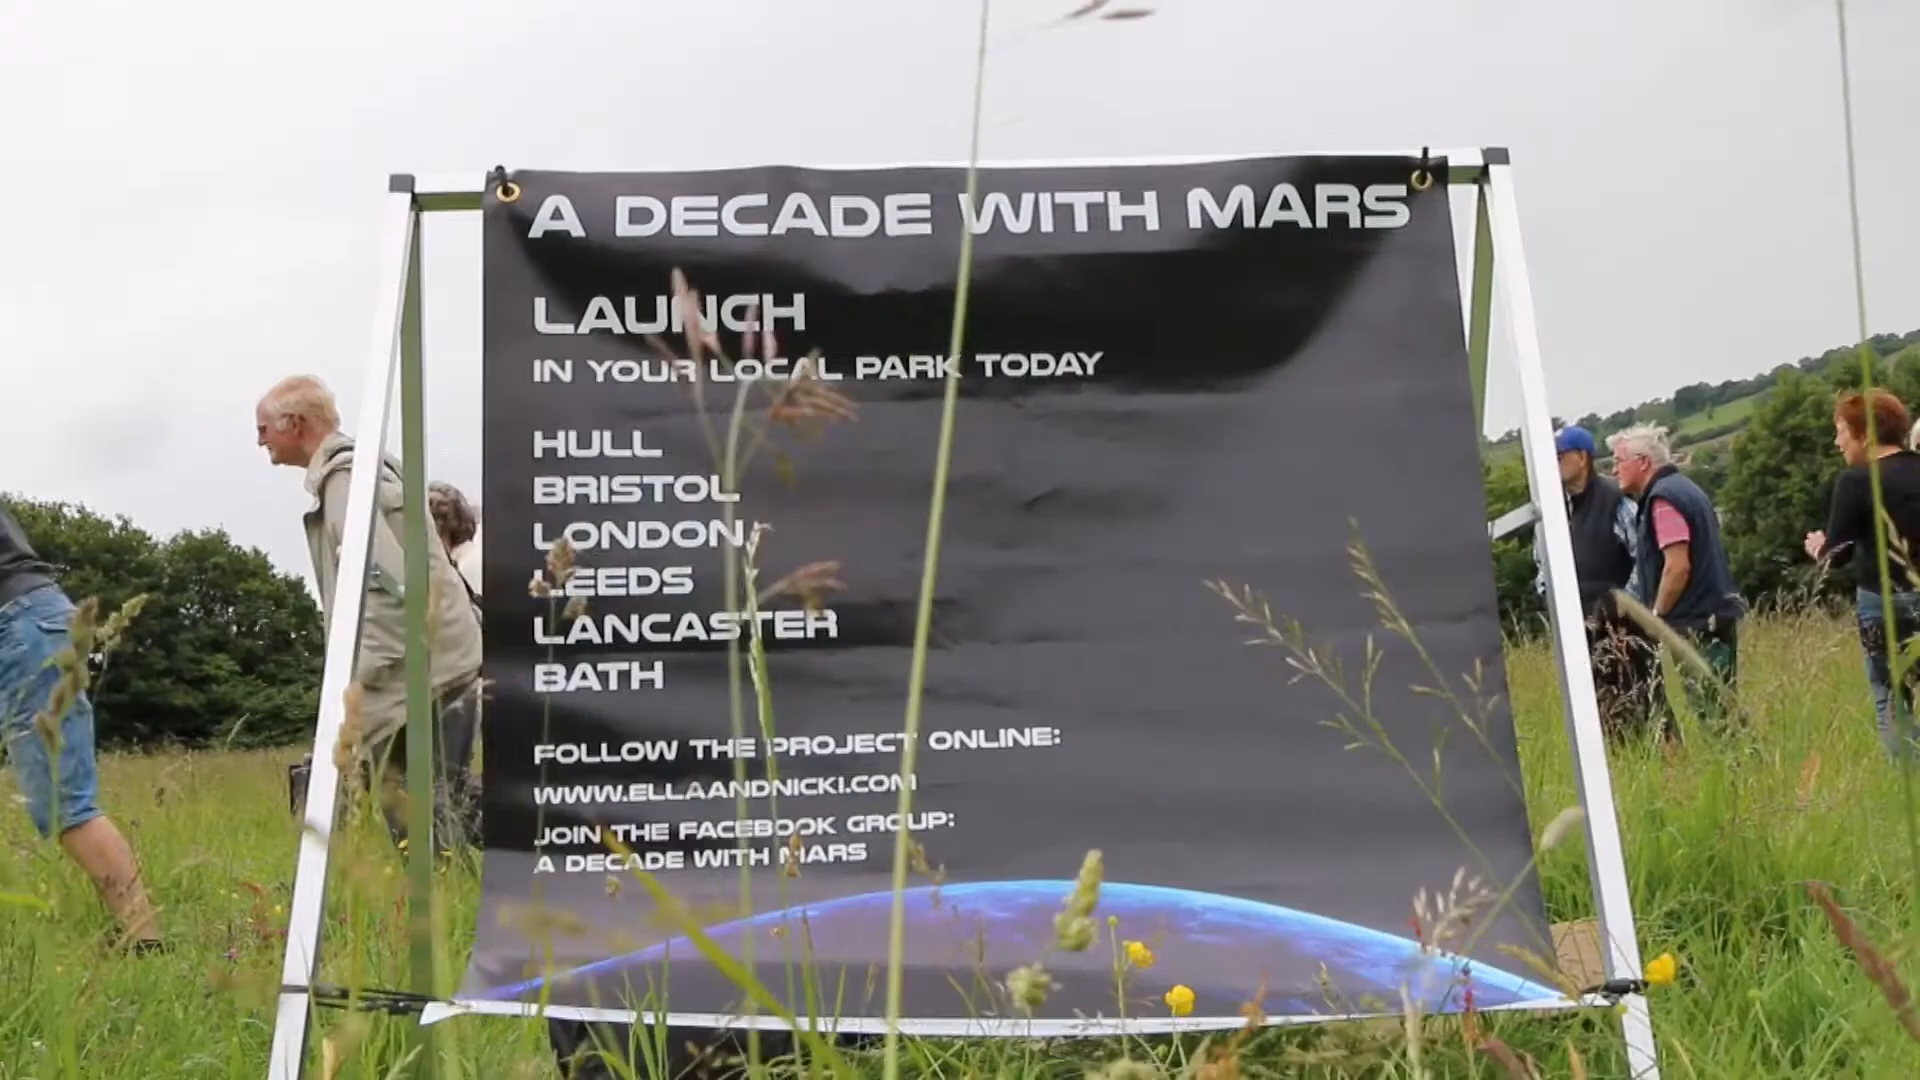 A DECADE WITH MARS
LAUNCH
IN YOUR LOCAL PARK TODAY
HULL
BRISTOL
LONDON
LEEDS
LANCASTER
BATH
FOLLOW THE PROJECT ONLINE:
WWW.ELLAANDNICKI.COM
JOIN THE FACEBOOK GROUP:
A DECADE WITH MARS